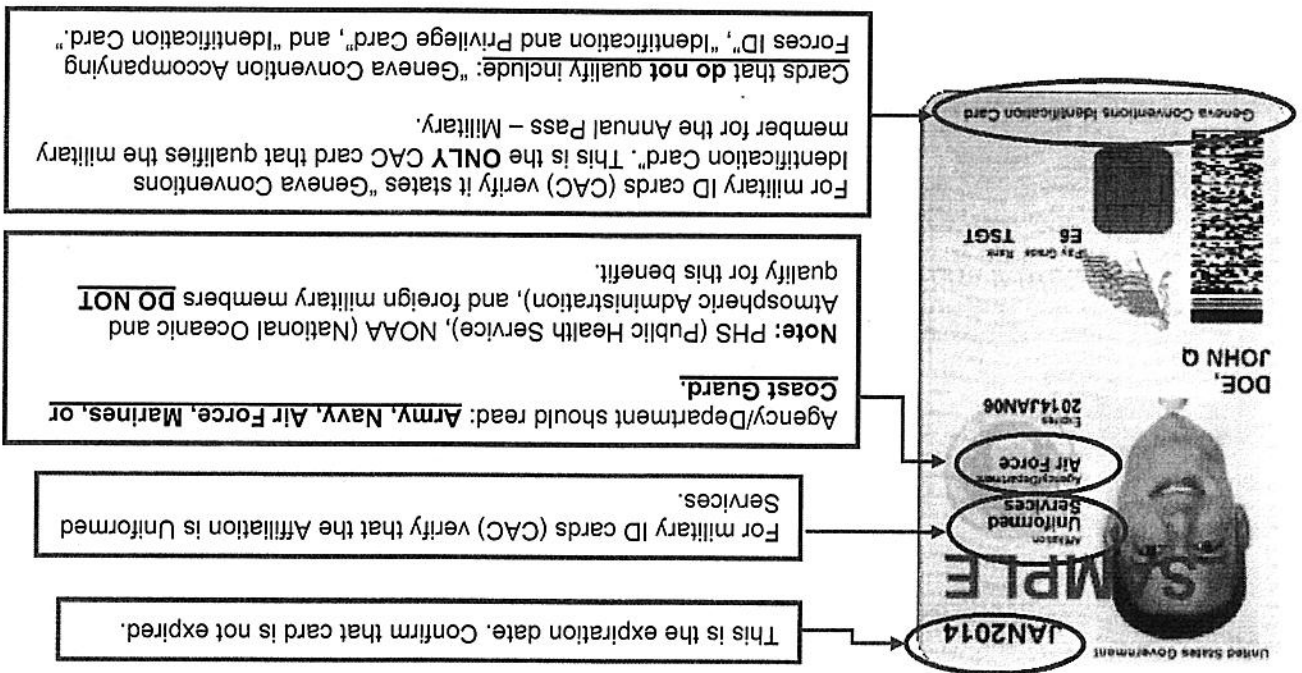 United States Government
JAN2014
SAMPLE
Affiliation
Uniformed
Services
Agency/Department
Air Force
Expires
2014JAN06
DOE,
JOHN Q
Pay Grade Rank
E6 TSGT
Geneva Conventions Identification Card
This is the expiration date. Confirm that card is not expired.
For military ID cards (CAC) verify that the Affiliation is Uniformed
Services.
Agency/Department should read: Army, Navy, Air Force, Marines, or
Coast Guard.
Note: PHS (Public Health Service), NOAA (National Oceanic and
Atmospheric Administration), and foreign military members DO NOT
qualify for this benefit.
For military ID cards (CAC) verify it states "Geneva Conventions
Identification Card". This is the ONLY CAC card that qualifies the military
member for the Annual Pass – Military.
Cards that do not qualify include: "Geneva Convention Accompanying
Forces ID", "Identification and Privilege Card", and "Identification Card."